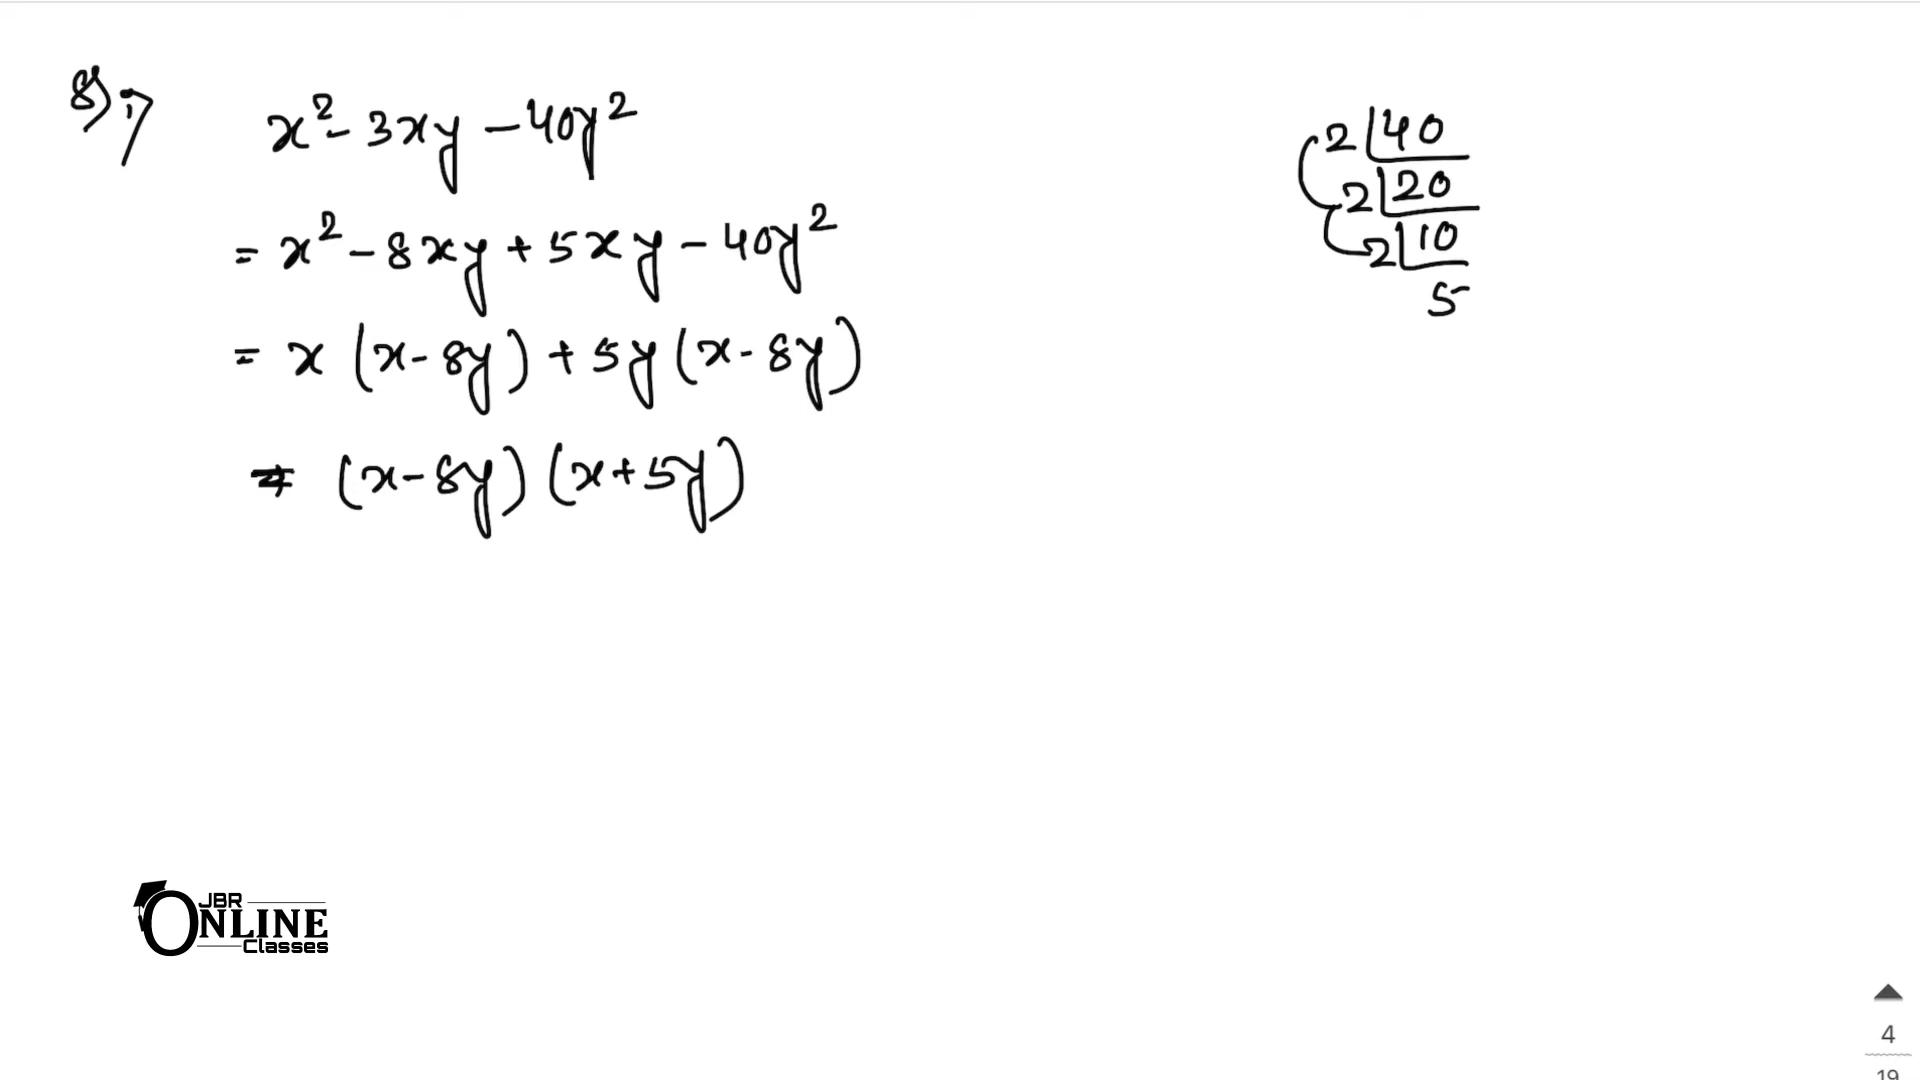 8) i)
x² - 3xy - 40y²
= x² - 8xy + 5xy - 40y²
= x (x - 8y) + 5y (x - 8y)
= (x - 8y) (x + 5y)
2 | 40
2 | 20
2 | 10
5
JBR
ONLINE
Classes
4
19